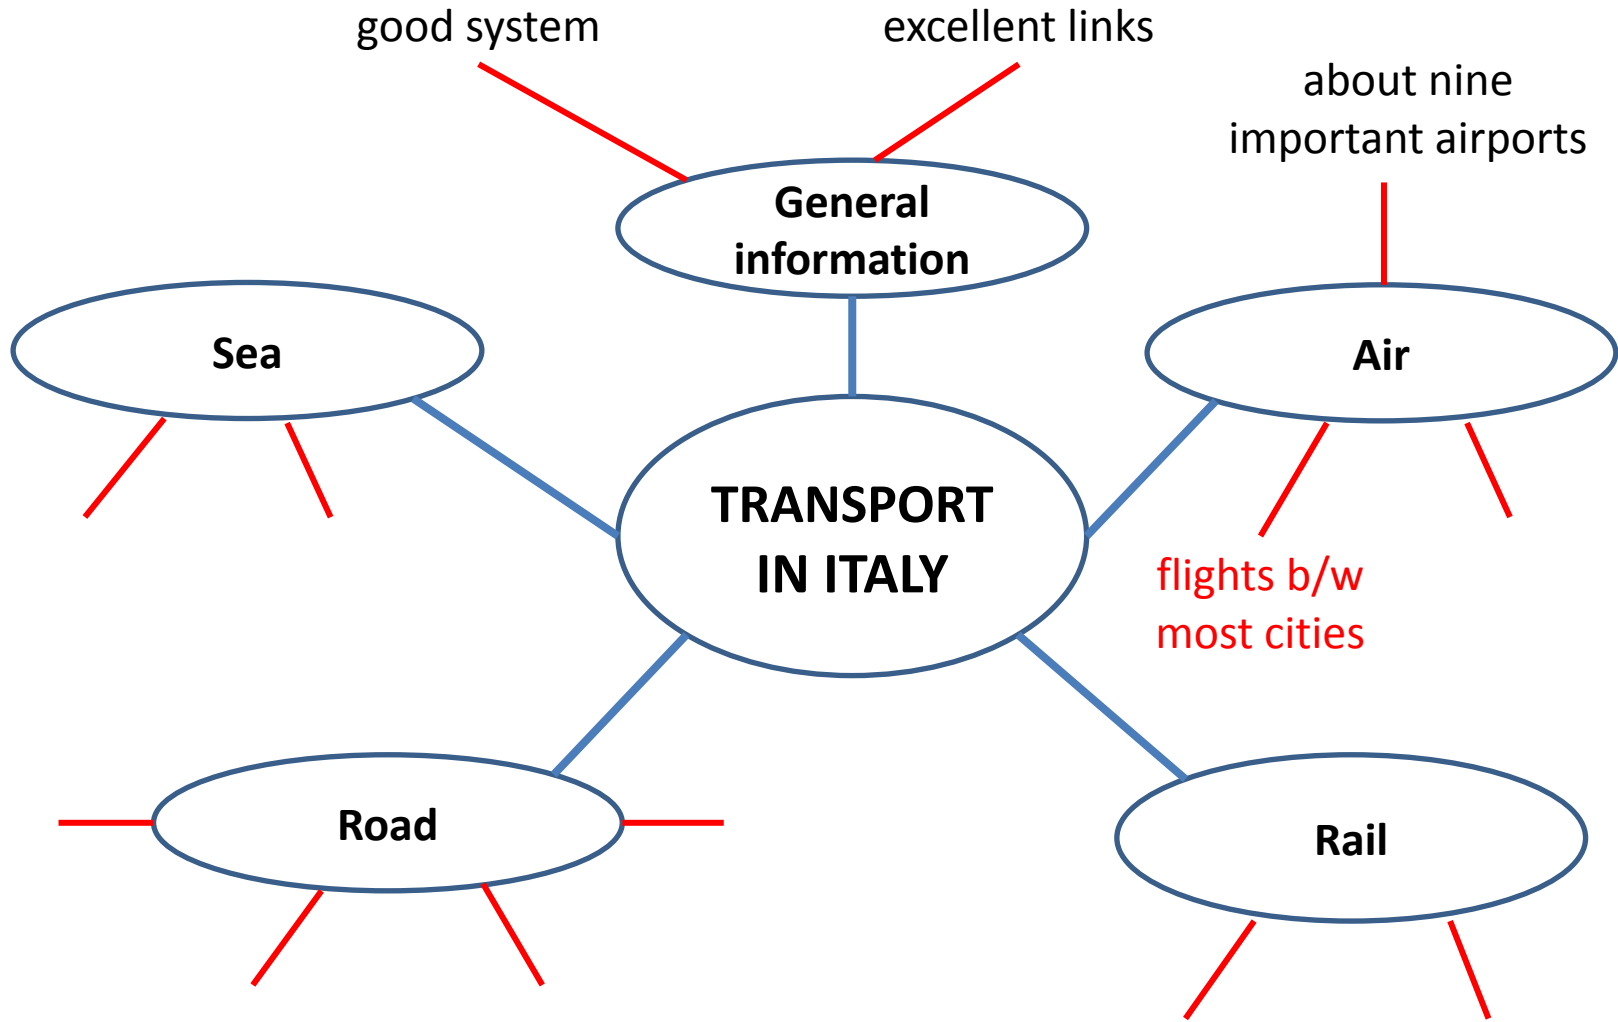 good system
excellent links
about nine
important airports
General
information
Sea
Air
TRANSPORT
IN ITALY
flights b/w
most cities
Road
Rail